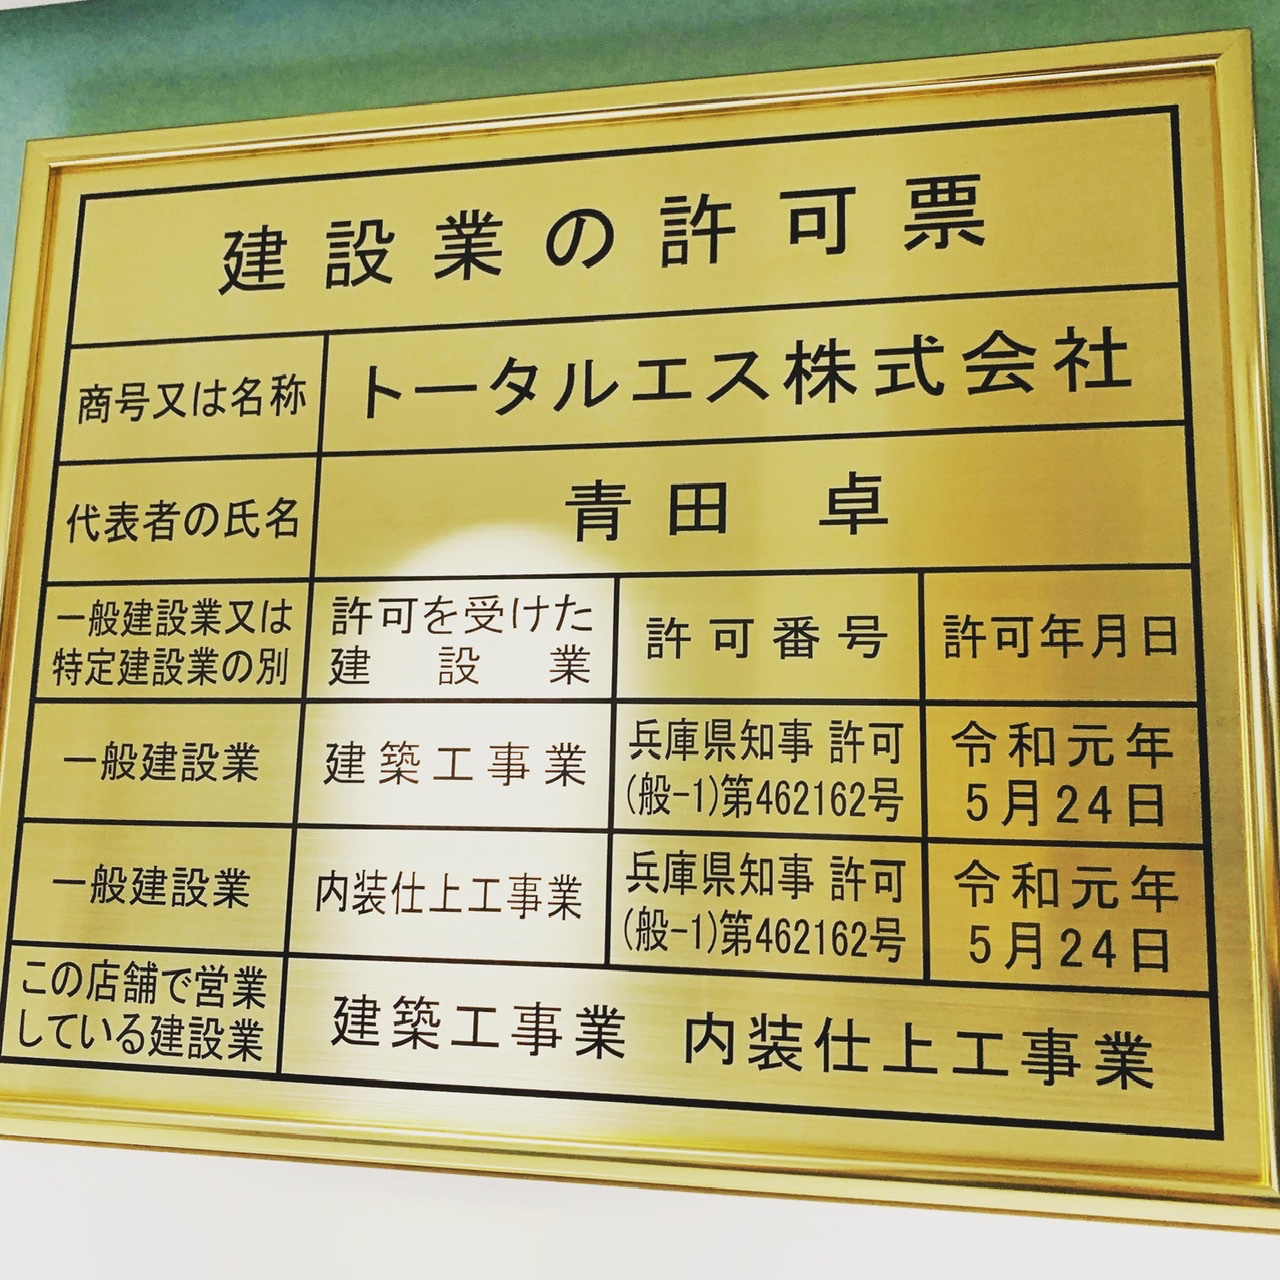 建設業の許可票
商号又は名称 トータルエス株式会社
代表者の氏名 青田 卓
一般建設業又は
特定建設業の別
許可を受けた
建設業
許可番号
許可年月日
一般建設業
建築工事業
兵庫県知事 許可
(般-1)第462162号
令和元年
5月24日
一般建設業
内装仕上工事業
兵庫県知事 許可
(般-1)第462162号
令和元年
5月24日
この店舗で営業
している建設業
建築工事業 内装仕上工事業